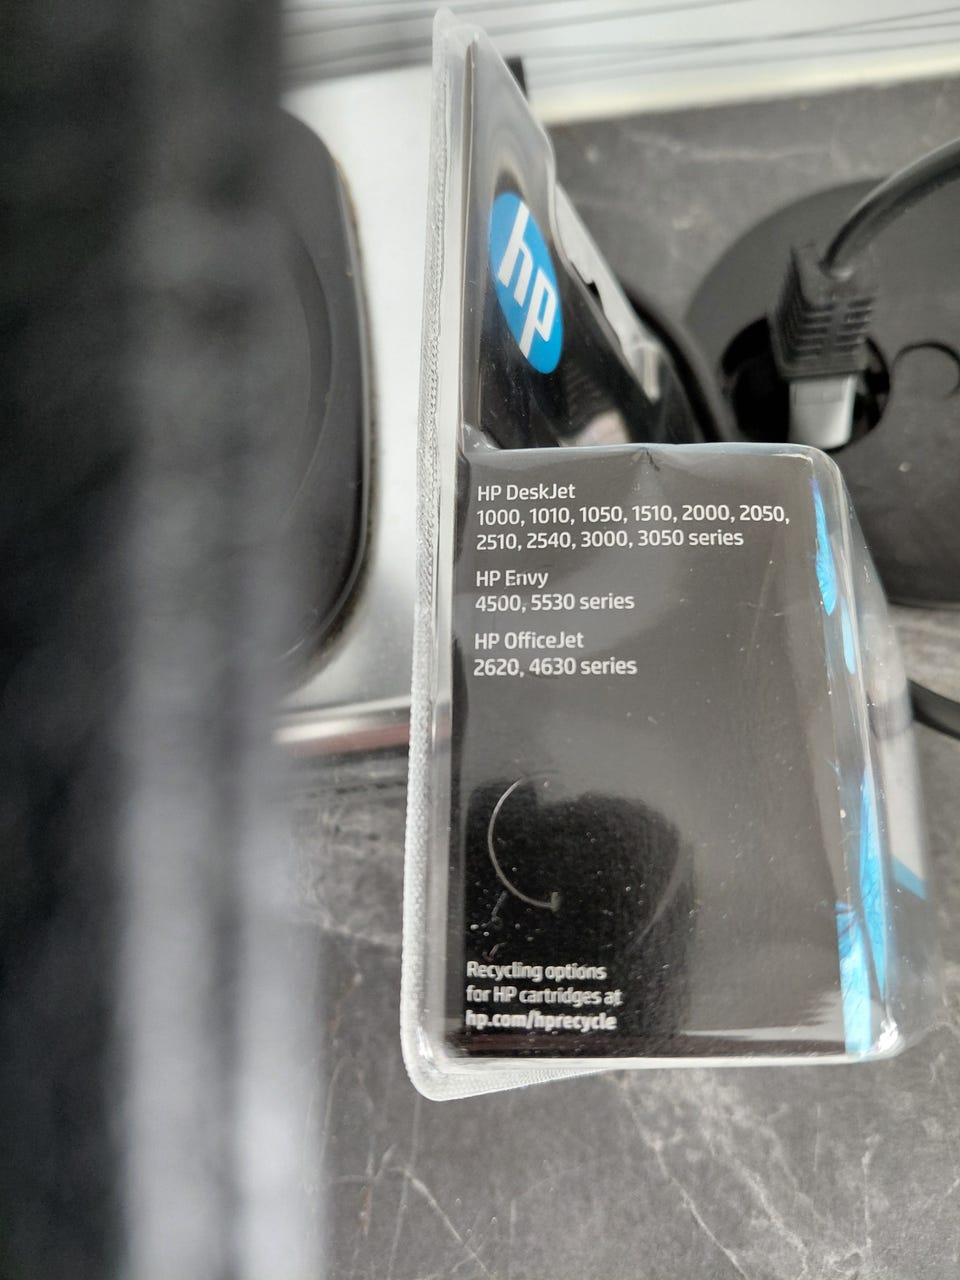 hp
HP DeskJet
1000, 1010, 1050, 1510, 2000, 2050,
2510, 2540, 3000, 3050 series
HP Envy
4500, 5530 series
HP OfficeJet
2620, 4630 series
Recycling options
for HP cartridges at
hp.com/hprecycle